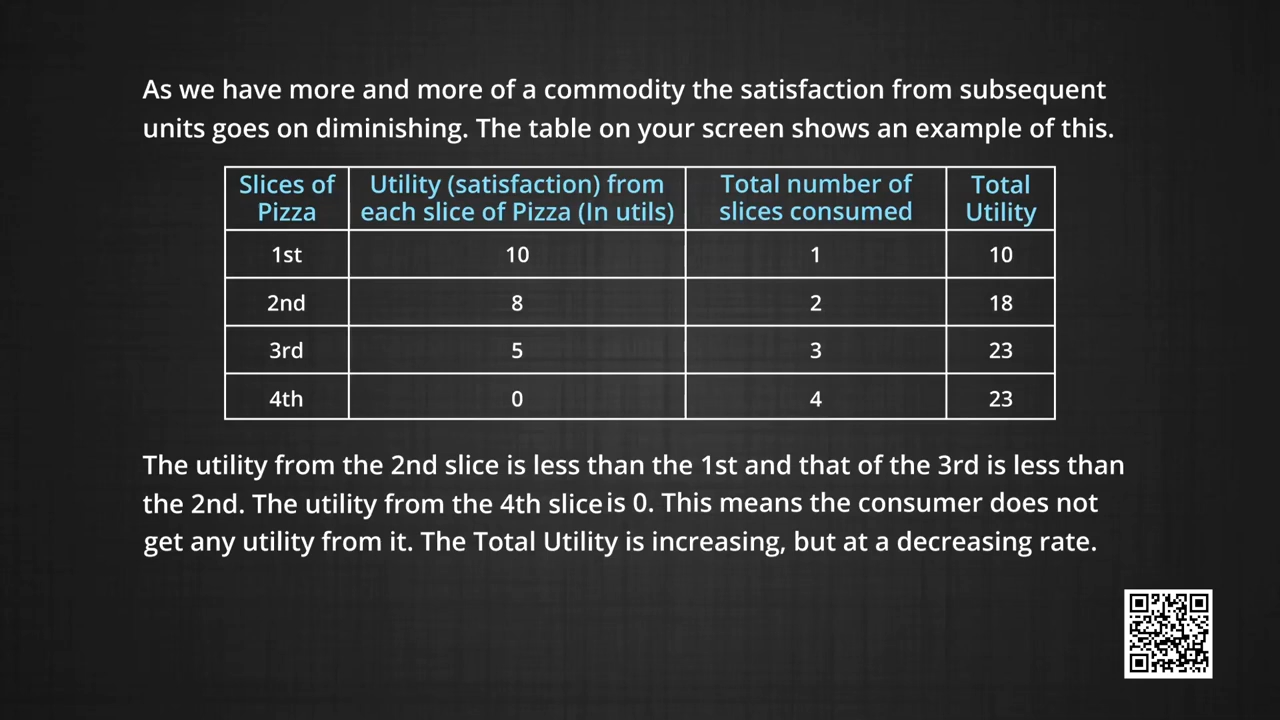 As we have more and more of a commodity the satisfaction from subsequent
units goes on diminishing. The table on your screen shows an example of this.
Slices of Pizza | Utility (satisfaction) from each slice of Pizza (In utils) | Total number of slices consumed | Total Utility
1st | 10 | 1 | 10
2nd | 8 | 2 | 18
3rd | 5 | 3 | 23
4th | 0 | 4 | 23
The utility from the 2nd slice is less than the 1st and that of the 3rd is less than
the 2nd. The utility from the 4th slice is 0. This means the consumer does not
get any utility from it. The Total Utility is increasing, but at a decreasing rate.